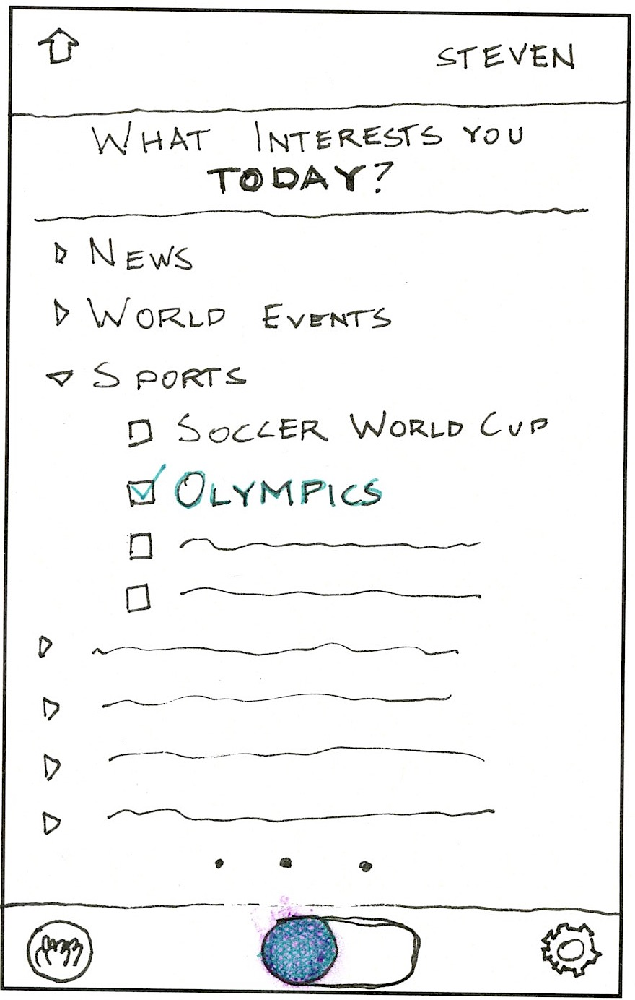 STEVEN
WHAT INTERESTS YOU
TODAY?
NEWS
WORLD EVENTS
SPORTS
SOCCER WORLD CUP
OLYMPICS